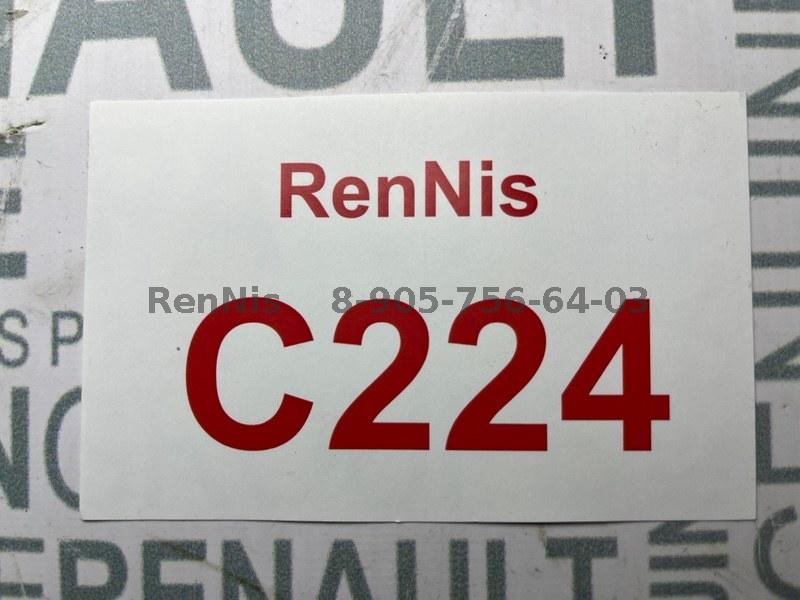 RENAULT
RenNis
RenNis 8-905-756-64-03
C224
RENAULT